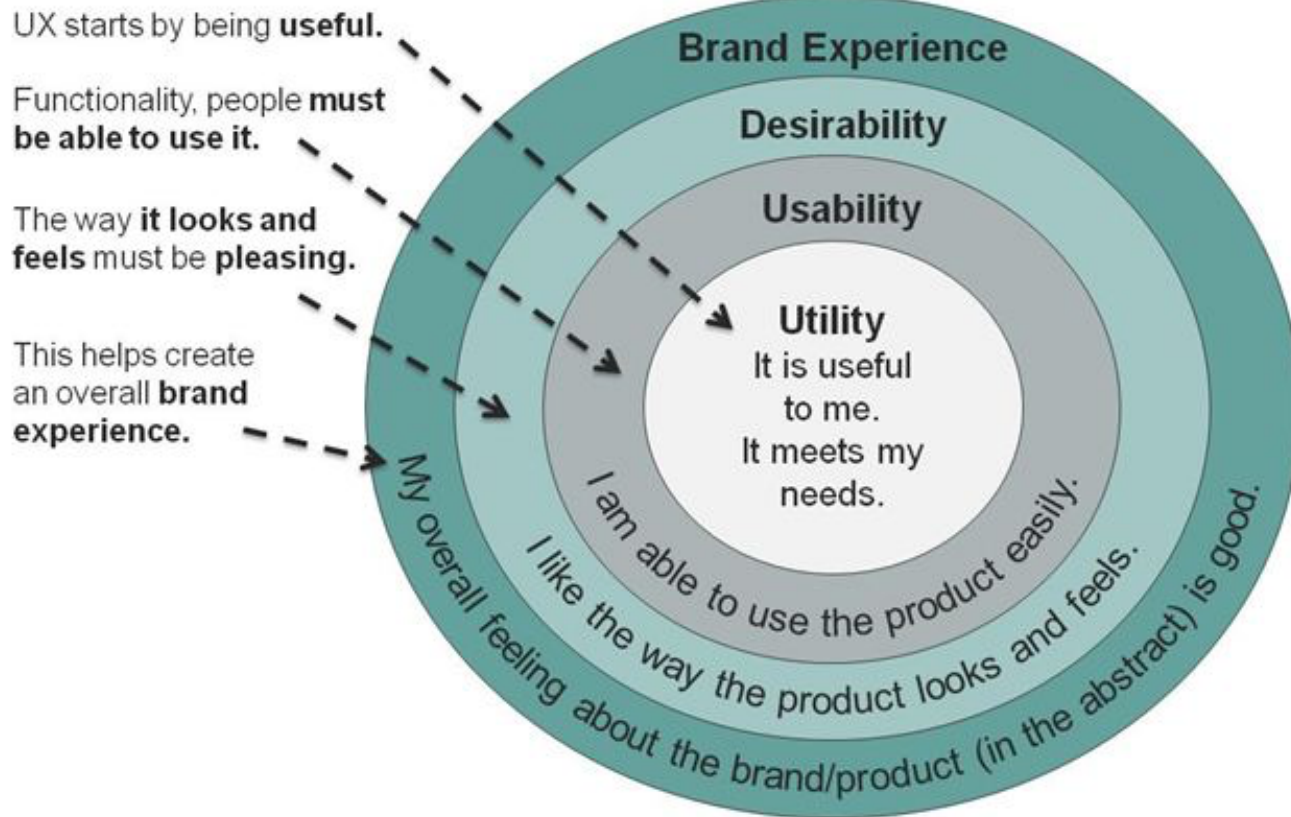 UX starts by being useful.
Functionality, people must
be able to use it.
The way it looks and
feels must be pleasing.
This helps create
an overall brand
experience.
Brand Experience
Desirability
Usability
Utility
It is useful
to me.
It meets my
needs.
I am able to use the product easily.
I like the way the product looks and feels.
My overall feeling about the brand/product (in the abstract) is good.